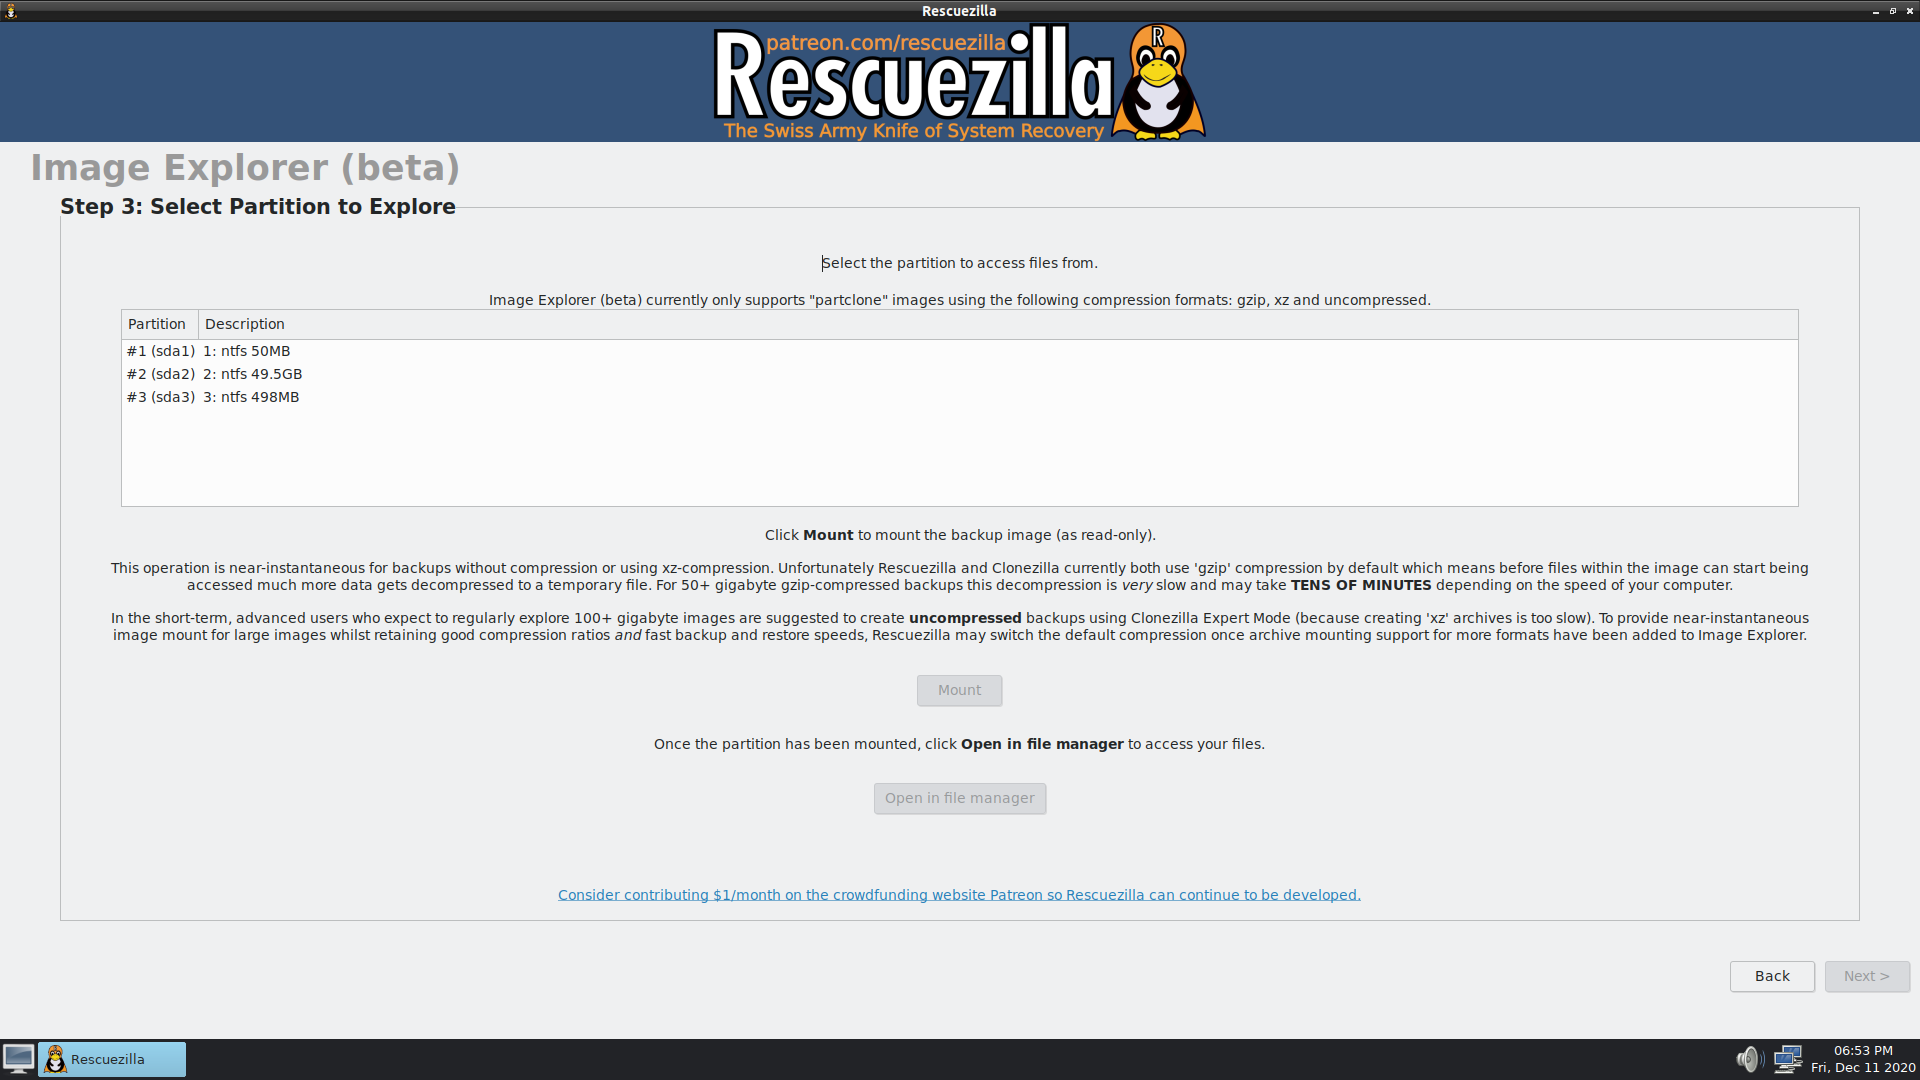 Rescuezilla
patreon.com/rescuezilla
Rescuezilla
R
The Swiss Army Knife of System Recovery
Image Explorer (beta)
Step 3: Select Partition to Explore
Select the partition to access files from.
Image Explorer (beta) currently only supports "partclone" images using the following compression formats: gzip, xz and uncompressed.
Partition Description
#1 (sda1) 1: ntfs 50MB
#2 (sda2) 2: ntfs 49.5GB
#3 (sda3) 3: ntfs 498MB
Click Mount to mount the backup image (as read-only).
This operation is near-instantaneous for backups without compression or using xz-compression. Unfortunately Rescuezilla and Clonezilla currently both use 'gzip' compression by default which means before files within the image can start being
accessed much more data gets decompressed to a temporary file. For 50+ gigabyte gzip-compressed backups this decompression is very slow and may take TENS OF MINUTES depending on the speed of your computer.
In the short-term, advanced users who expect to regularly explore 100+ gigabyte images are suggested to create uncompressed backups using Clonezilla Expert Mode (because creating 'xz' archives is too slow). To provide near-instantaneous
image mount for large images whilst retaining good compression ratios and fast backup and restore speeds, Rescuezilla may switch the default compression once archive mounting support for more formats have been added to Image Explorer.
Mount
Once the partition has been mounted, click Open in file manager to access your files.
Open in file manager
Consider contributing $1/month on the crowdfunding website Patreon so Rescuezilla can continue to be developed.
Back Next >
Rescuezilla
06:53 PM
Fri, Dec 11 2020